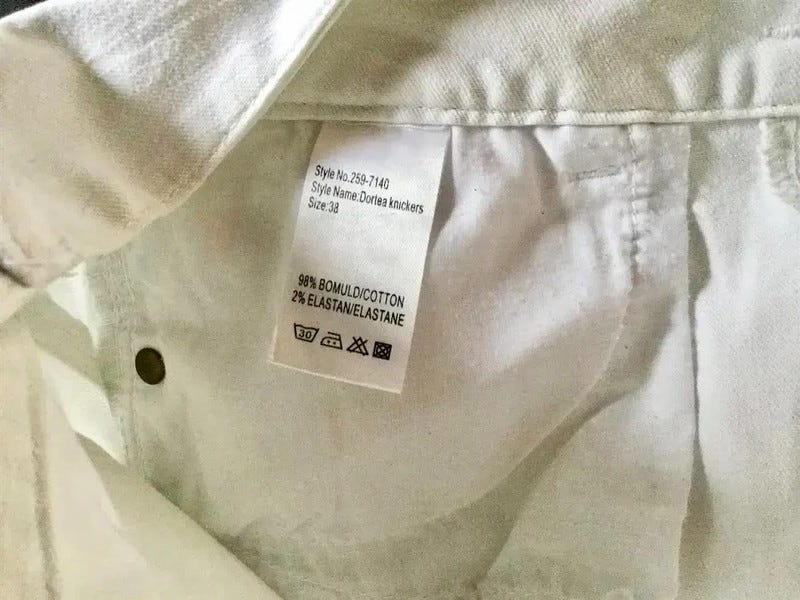 Style No.259-7140
Style Name:Dortea knickers
Size:38
98% BOMULD/COTTON
2% ELASTAN/ELASTANE
30